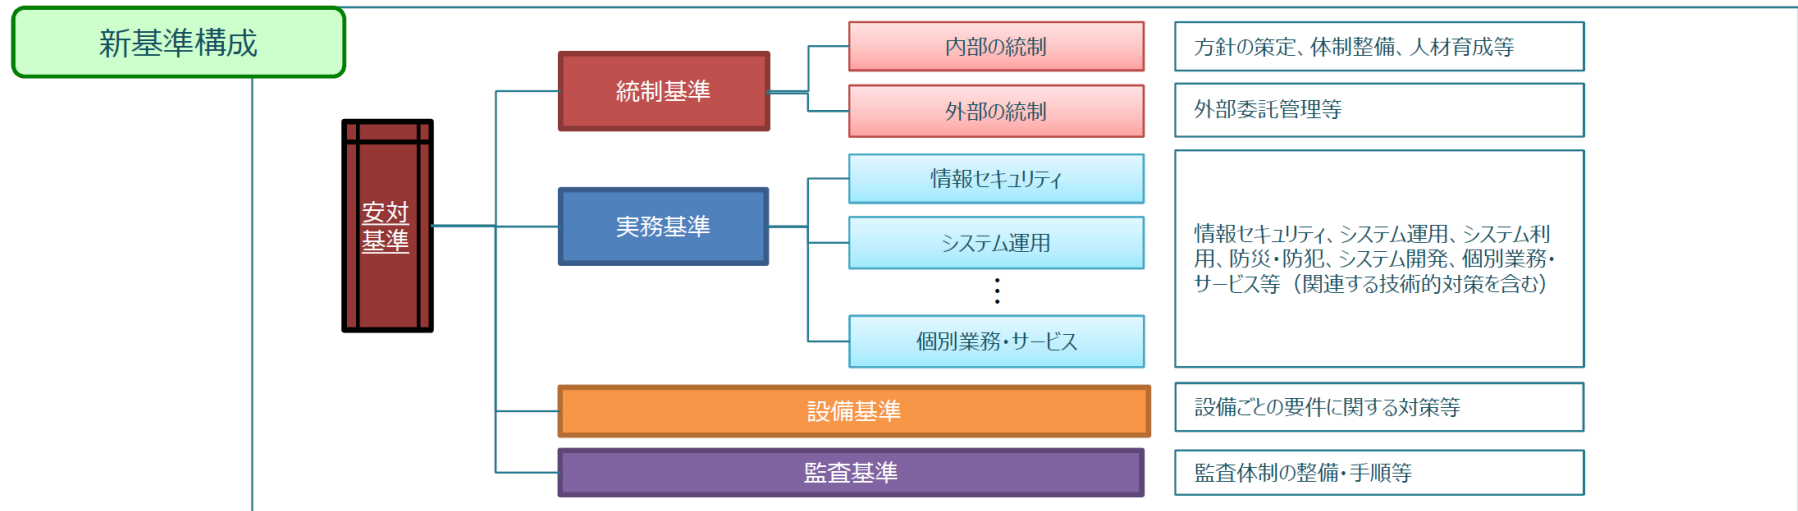 新基準構成
安対
基準
統制基準
内部の統制
方針の策定、体制整備、人材育成等
外部の統制
外部委託管理等
実務基準
情報セキュリティ
システム運用
⋮
個別業務・サービス
情報セキュリティ、システム運用、システム利
用、防災・防犯、システム開発、個別業務・
サービス等（関連する技術的対策を含む）
設備基準
設備ごとの要件に関する対策等
監査基準
監査体制の整備・手順等